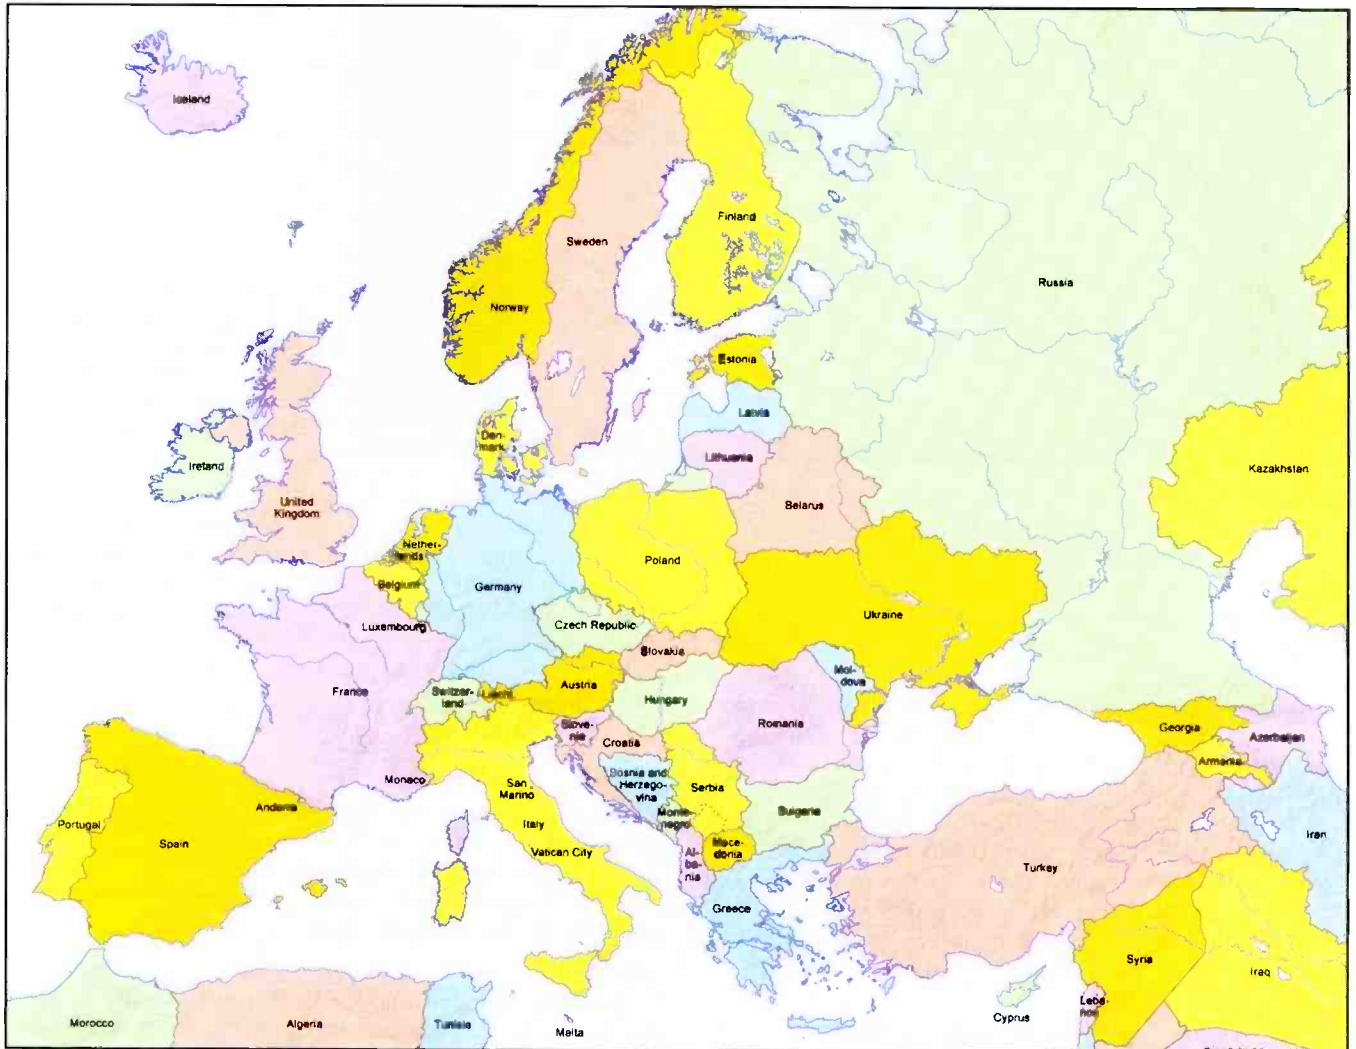 Iceland
Finland
Sweden
Russia
Norway
Estonia
Latvia
Den-
mark
Lithuania
Ireland
Kazakhstan
United
Kingdom
Belarus
Nether-
lands
Poland
Belgium
Germany
Ukraine
Luxembourg
Czech Republic
Slovakia
Mol-
dova
Switzer-
land
Liecht.
Austria
France
Hungary
Romania
Slove-
nia
Croatia
Georgia
Azerbaijan
Armenia
Monaco
San
Marino
Bosnia and
Herzego-
vina
Serbia
Andorra
Monte-
negro
Bulgaria
Portugal
Spain
Italy
Iran
Vatican City
Mace-
donia
Al-
ba-
nia
Turkey
Greece
Syria
Iraq
Leba-
non
Morocco
Algeria
Tunisia
Malta
Cyprus